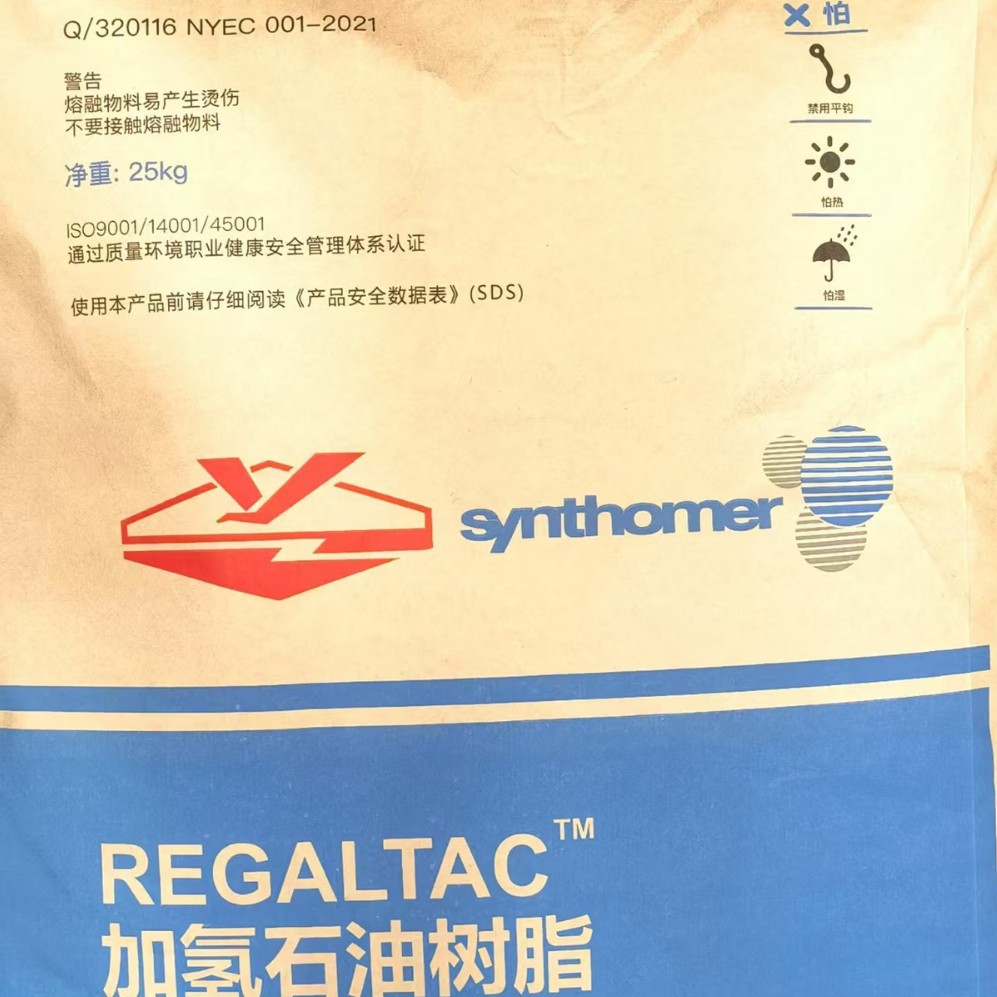 Q/320116 NYEC 001-2021
警告
熔融物料易产生烫伤
不要接触熔融物料
净重: 25kg
ISO9001/14001/45001
通过质量环境职业健康安全管理体系认证
使用本产品前请仔细阅读《产品安全数据表》(SDS)
怕
禁用平钩
怕热
怕湿
synthomer
REGALTAC™
加氢石油树脂